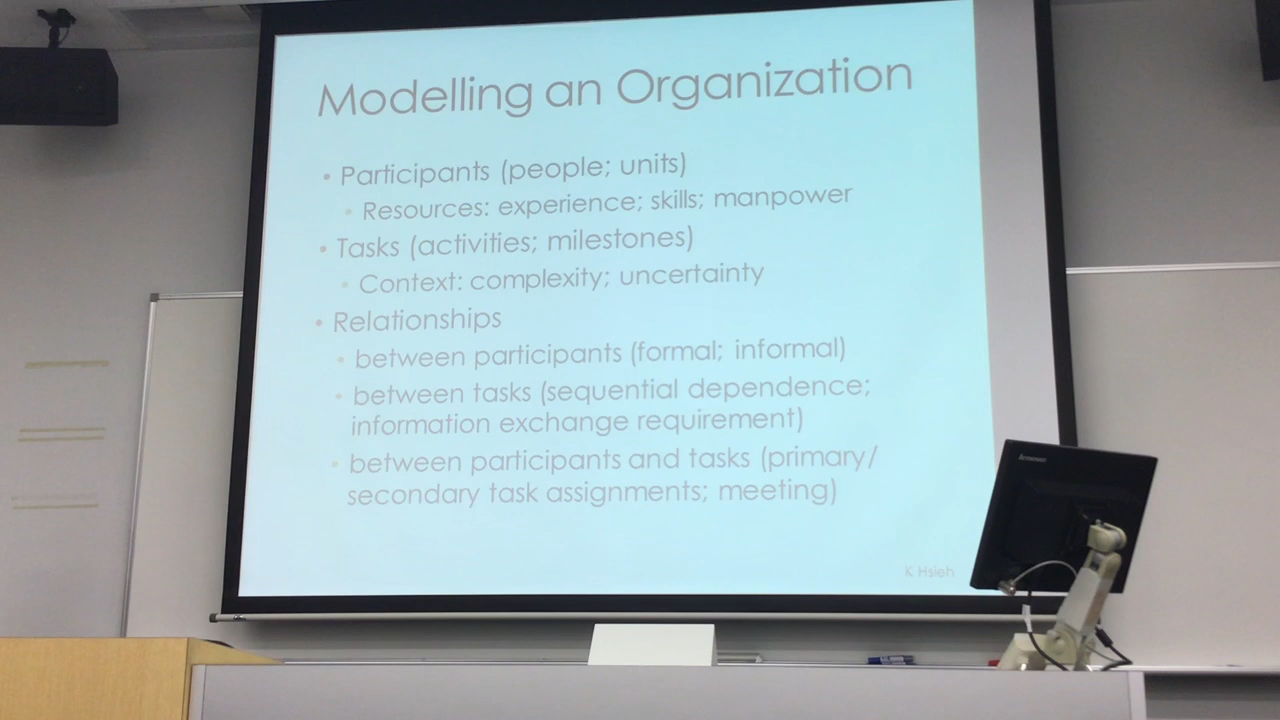 Modelling an Organization
• Participants (people; units)
• Resources: experience; skills; manpower
• Tasks (activities; milestones)
• Context: complexity; uncertainty
• Relationships
• between participants (formal; informal)
• between tasks (sequential dependence;
information exchange requirement)
• between participants and tasks (primary/
secondary task assignments; meeting)
K Hsieh
lenovo